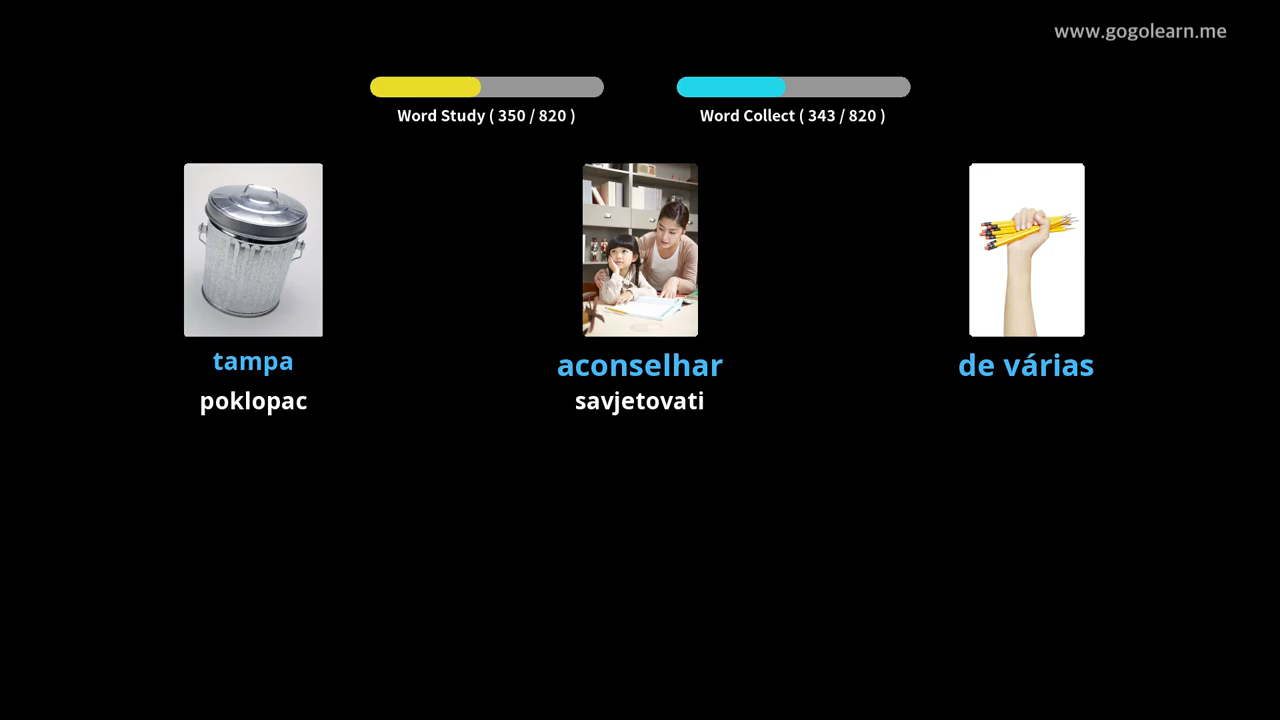 www.gogolearn.me
Word Study ( 350 / 820 )
Word Collect ( 343 / 820 )
tampa
poklopac
aconselhar
savjetovati
de várias